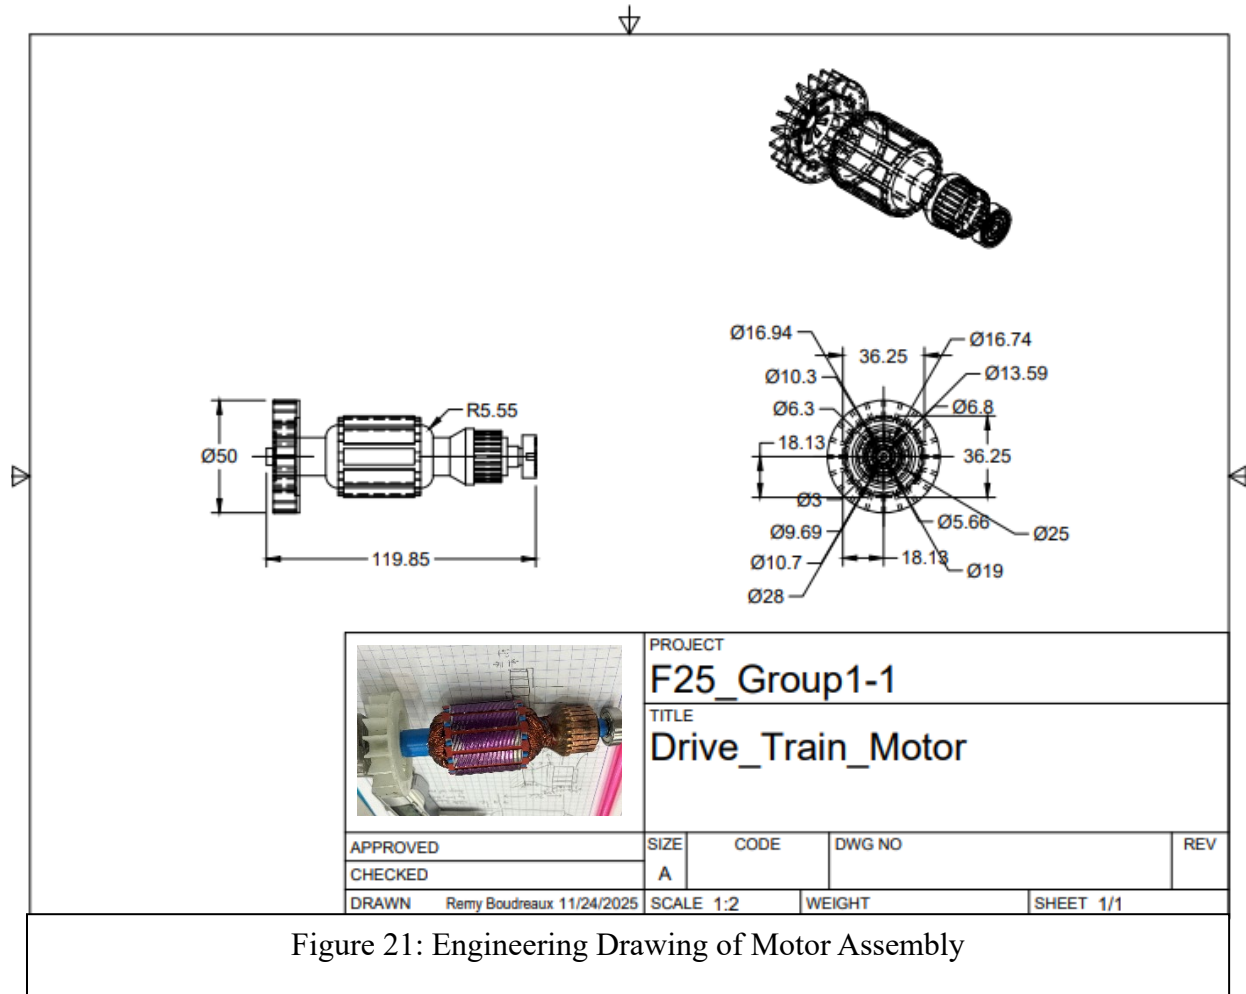 Ø16.94
36.25
Ø16.74
Ø10.3
Ø13.59
Ø6.3
Ø6.8
R5.55
18.13
Ø50
36.25
Ø3
Ø5.66
Ø9.69
Ø25
119.85
Ø10.7
18.13
Ø19
Ø28
PROJECT
F25_Group1-1
TITLE
Drive_Train_Motor
APPROVED
SIZE
CODE
DWG NO
REV
CHECKED
A
DRAWN Remy Boudreaux 11/24/2025
SCALE 1:2
WEIGHT
SHEET 1/1
Figure 21: Engineering Drawing of Motor Assembly